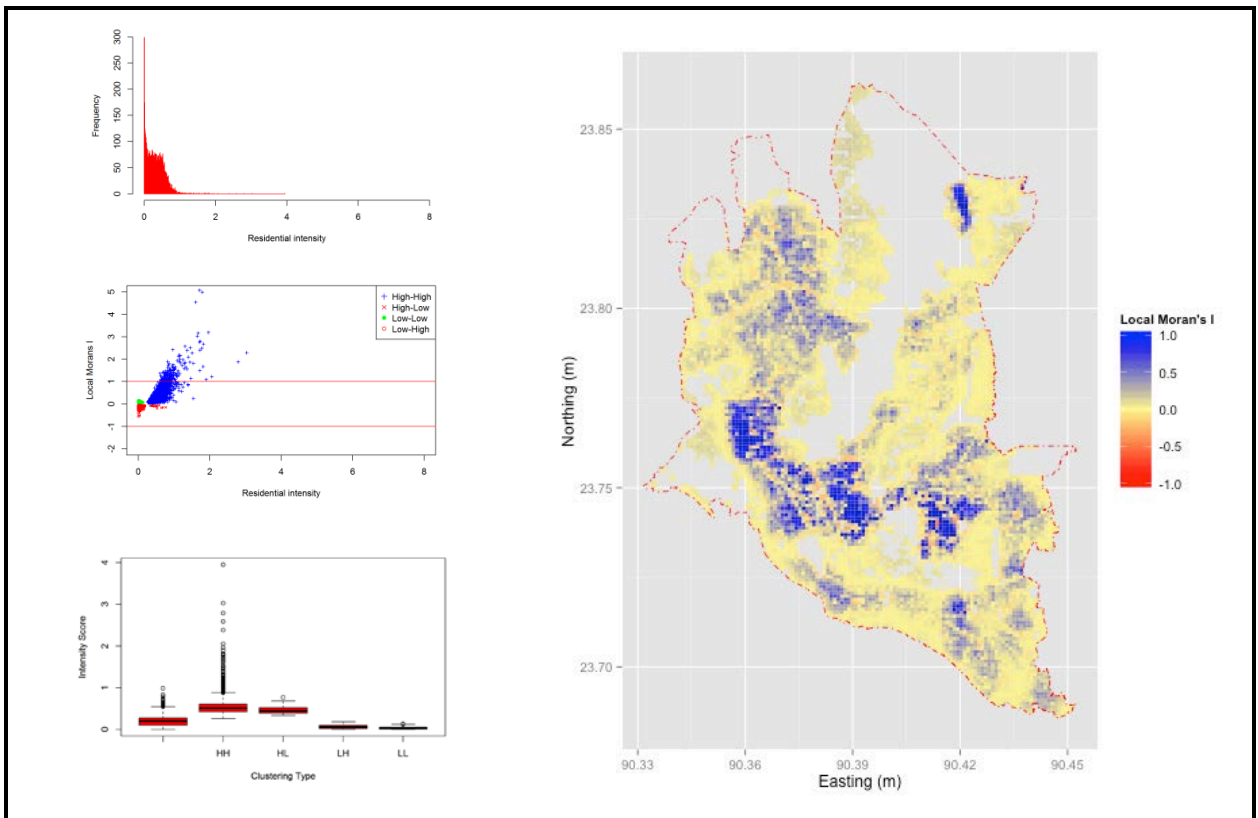 300
250
200
150
100
50
0
Frequency
0 2 4 6 8
Residential intensity
5
4
3
2
1
0
-1
-2
Local Morans I
High-High
High-Low
Low-Low
Low-High
0 2 4 6 8
Residential intensity
4
3
2
1
0
Intensity Score
HH HL LH LL
Clustering Type
23.85
23.80
23.75
23.70
Northing (m)
90.33 90.36 90.39 90.42 90.45
Easting (m)
Local Moran's I
1.0
0.5
0.0
-0.5
-1.0